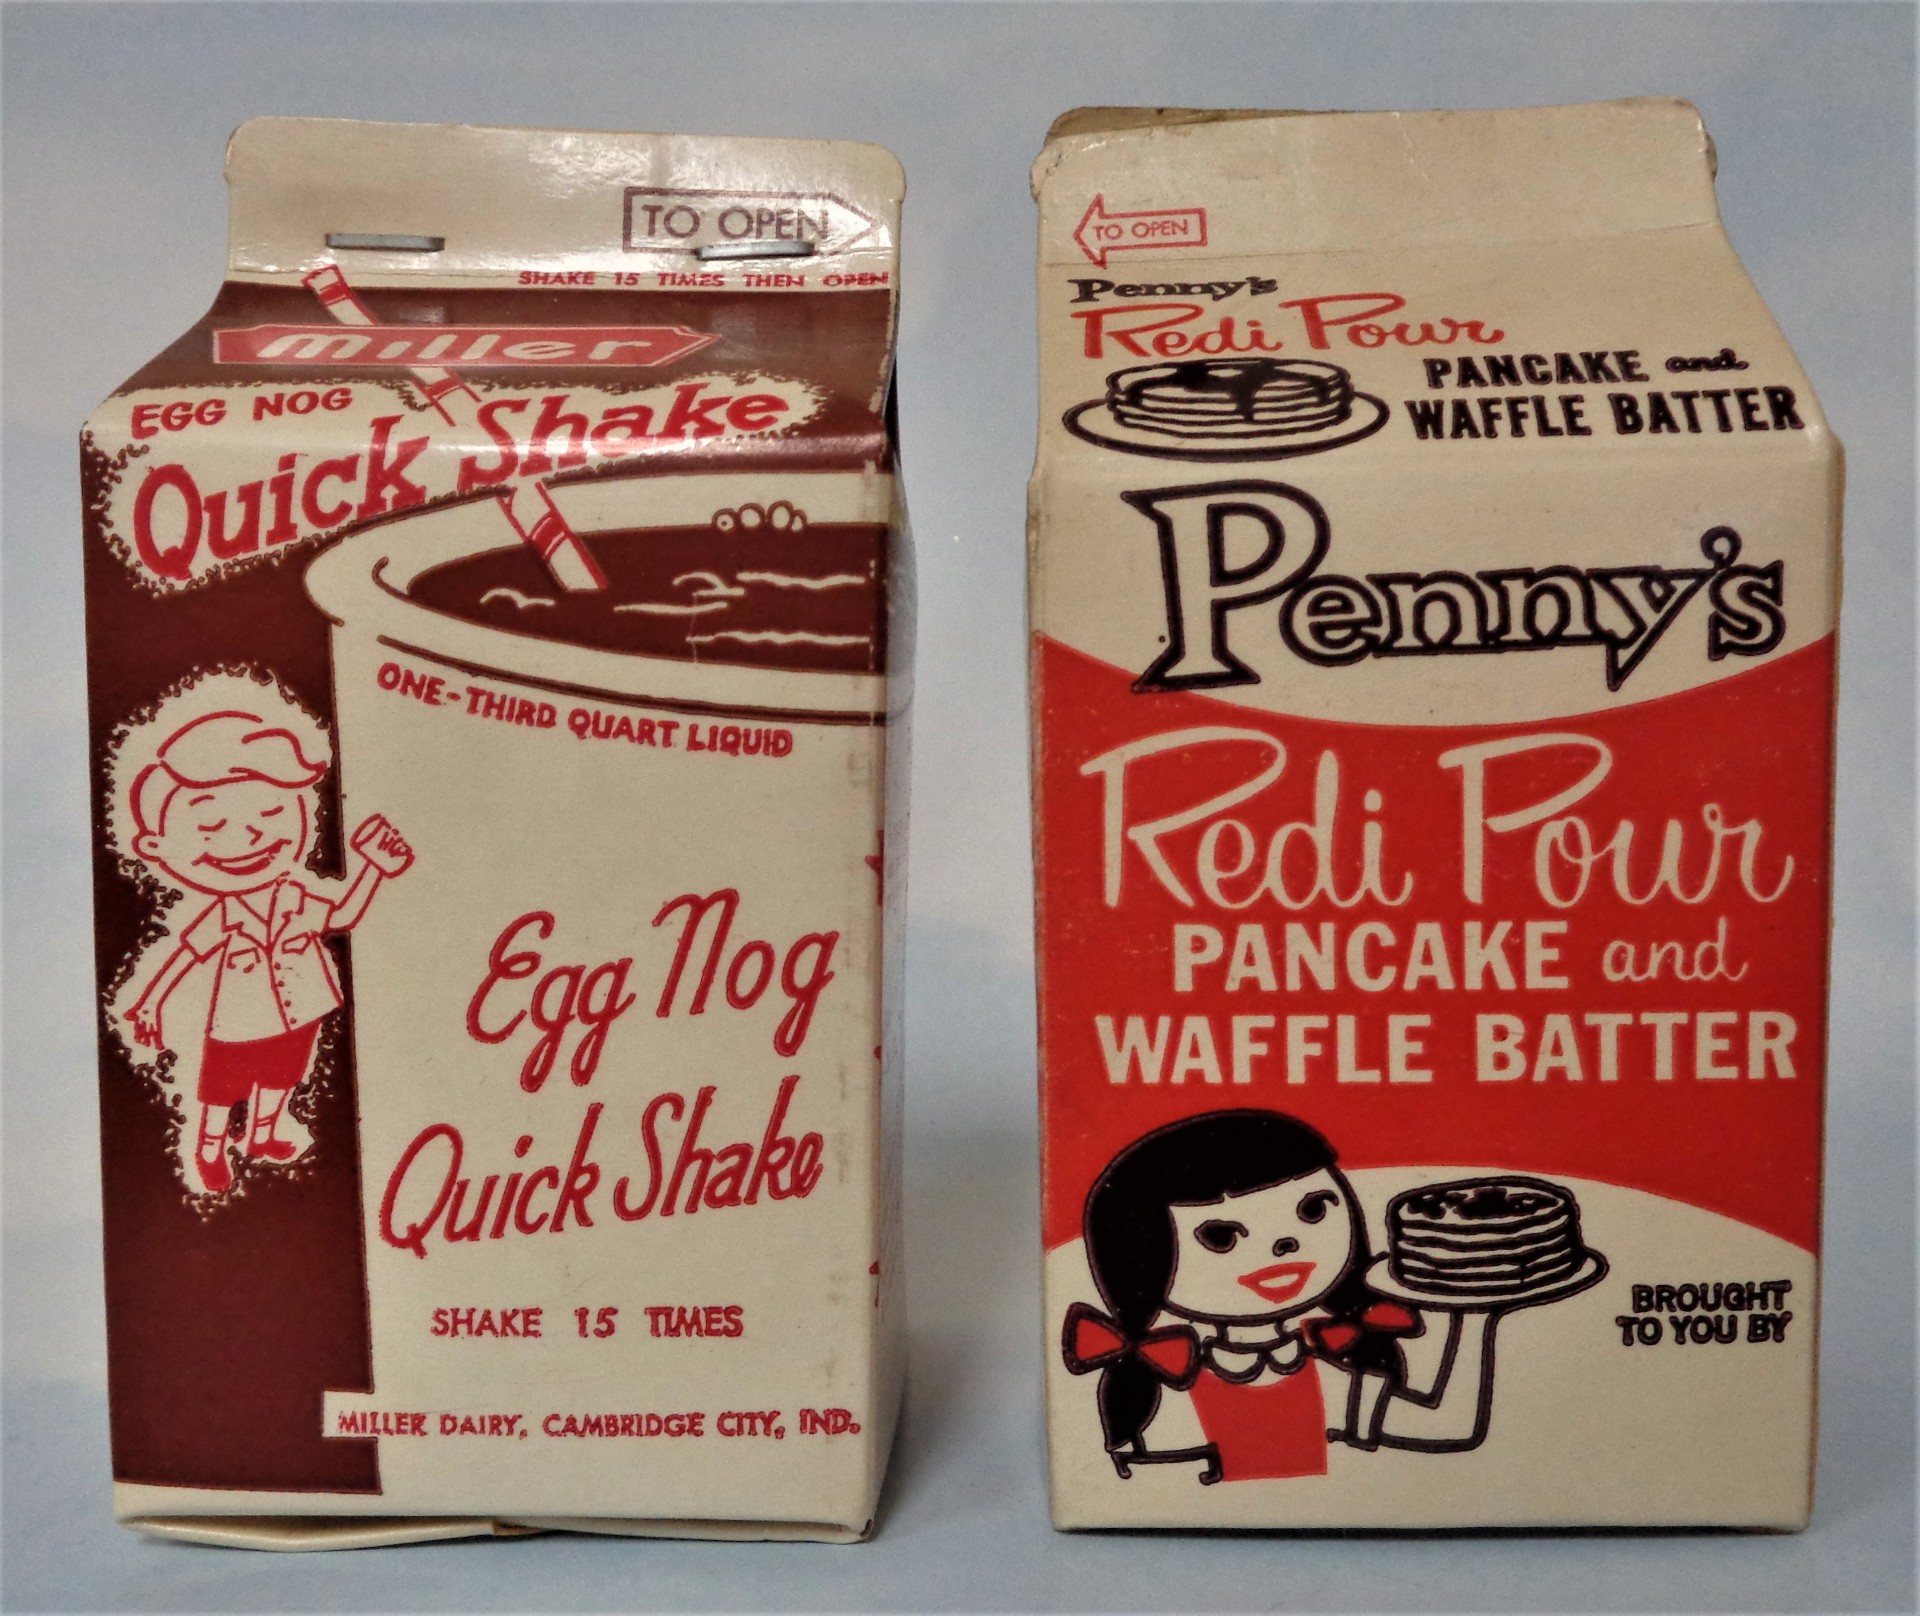 TO OPEN
SHAKE 15 TIMES THEN OPEN
Miller
EGG NOG
Quick Shake
ONE-THIRD QUART LIQUID
Egg Nog
Quick Shake
SHAKE 15 TIMES
MILLER DAIRY, CAMBRIDGE CITY, IND.
TO OPEN
Penny's
Redi Pour
PANCAKE and
WAFFLE BATTER
Penny's
Redi Pour
PANCAKE and
WAFFLE BATTER
BROUGHT
TO YOU BY